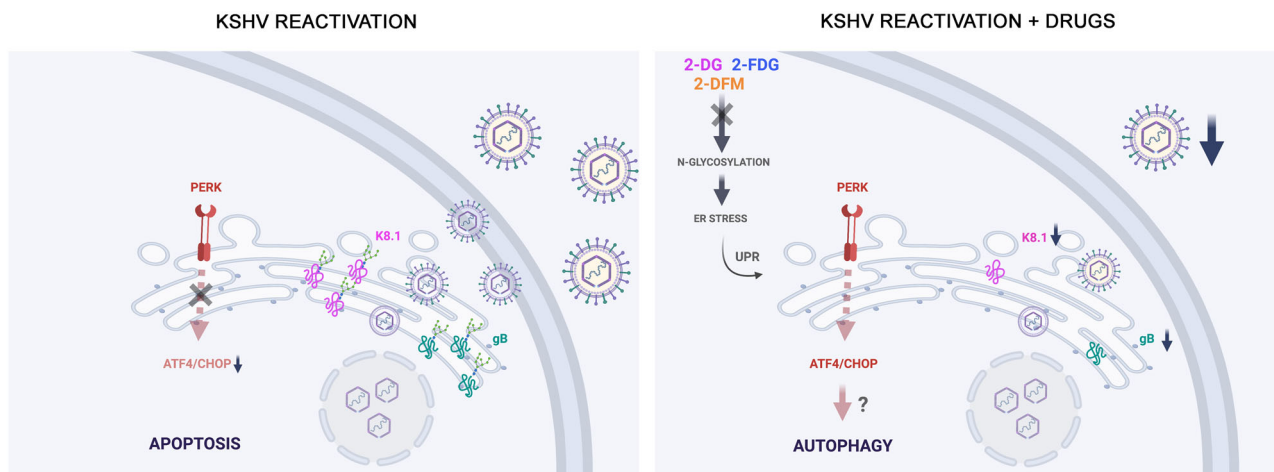 KSHV REACTIVATION
PERK
K8.1
gB
ATF4/CHOP
APOPTOSIS
KSHV REACTIVATION + DRUGS
2-DG 2-FDG
2-DFM
N-GLYCOSYLATION
ER STRESS
UPR
PERK
K8.1
gB
ATF4/CHOP
?
AUTOPHAGY